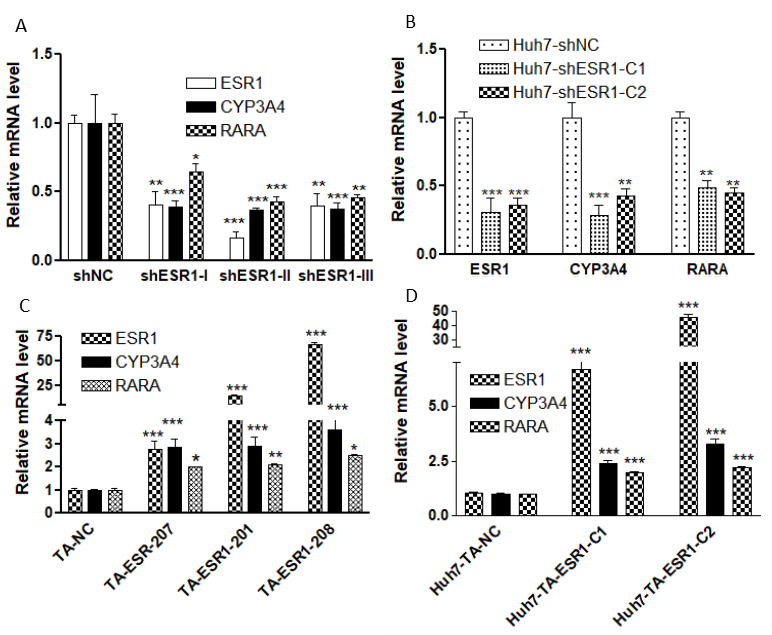 A
Relative mRNA level
1.5
1.0
0.5
0.0
ESR1
CYP3A4
RARA
** *** *
*** *** ***
** *** **
shNC shESR1-I shESR1-II shESR1-III
B
Relative mRNA level
1.5
1.0
0.5
0.0
Huh7-shNC
Huh7-shESR1-C1
Huh7-shESR1-C2
*** ***
*** **
** **
ESR1 CYP3A4 RARA
C
Relative mRNA level
75
50
25
4
3
2
1
0
ESR1
CYP3A4
RARA
*** *** *
*** *** **
*** *** *
TA-NC
TA-ESR-207
TA-ESR1-201
TA-ESR1-208
D
Relative mRNA level
50
40
30
5.0
2.5
0.0
ESR1
CYP3A4
RARA
*** *** ***
*** *** ***
Huh7-TA-NC
Huh7-TA-ESR1-C1
Huh7-TA-ESR1-C2